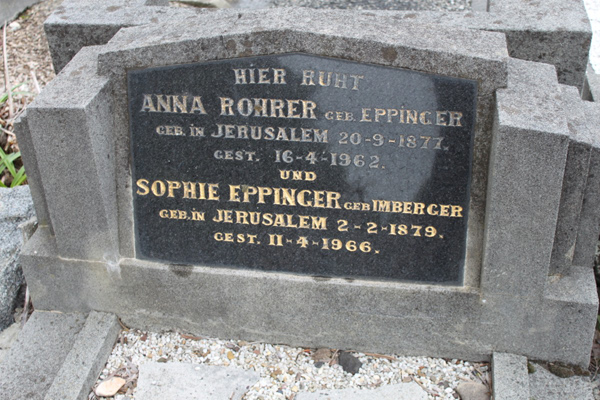 HIER RUHT
ANNA ROHRER GEB. EPPINGER
GEB. IN JERUSALEM 20-9-1877.
GEST. 16-4-1962.
UND
SOPHIE EPPINGER GEB IMBERGER
GEB. IN JERUSALEM 2-2-1879.
GEST. 11-4-1966.